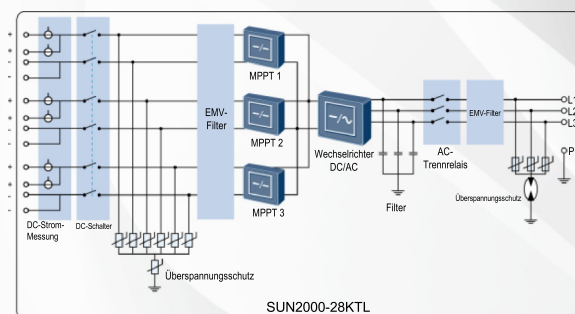 +
+
-
-
+
+
-
-
+
+
-
-
DC-Strom-
Messung
DC-Schalter
Überspannungsschutz
EMV-
Filter
MPPT 1
MPPT 2
MPPT 3
Wechselrichter
DC/AC
Filter
AC-
Trennrelais
EMV-Filter
L1
L2
L3
P
Überspannungsschutz
SUN2000-28KTL